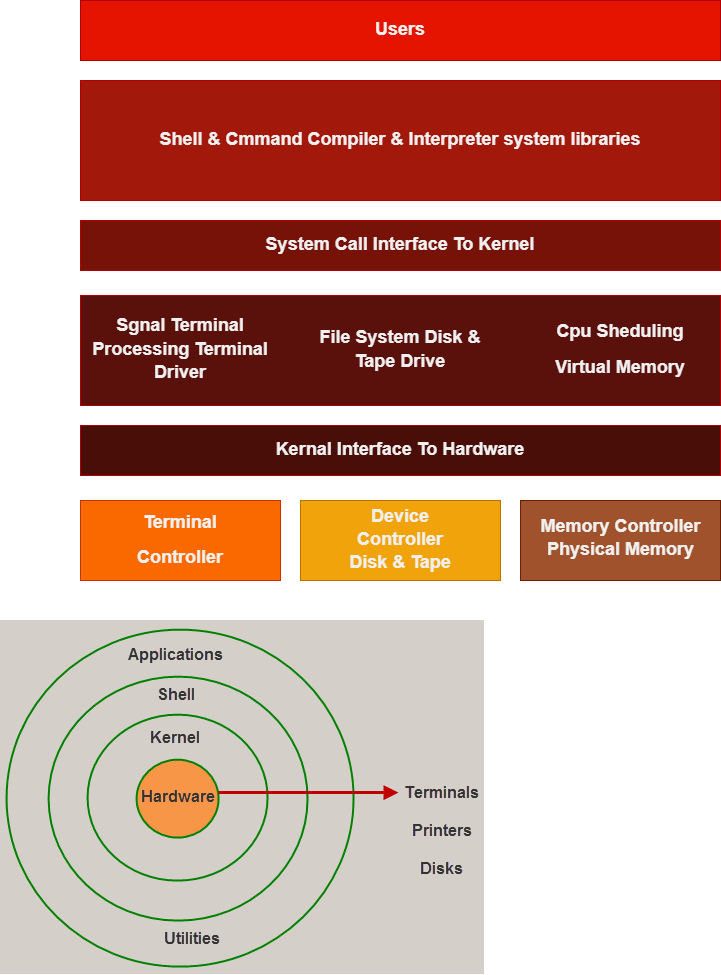 Users
Shell & Cmmand Compiler & Interpreter system libraries
System Call Interface To Kernel
Sgnal Terminal
Processing Terminal
Driver
File System Disk &
Tape Drive
Cpu Sheduling
Virtual Memory
Kernal Interface To Hardware
Terminal
Controller
Device
Controller
Disk & Tape
Memory Controller
Physical Memory
Applications
Shell
Kernel
Hardware
Terminals
Printers
Disks
Utilities